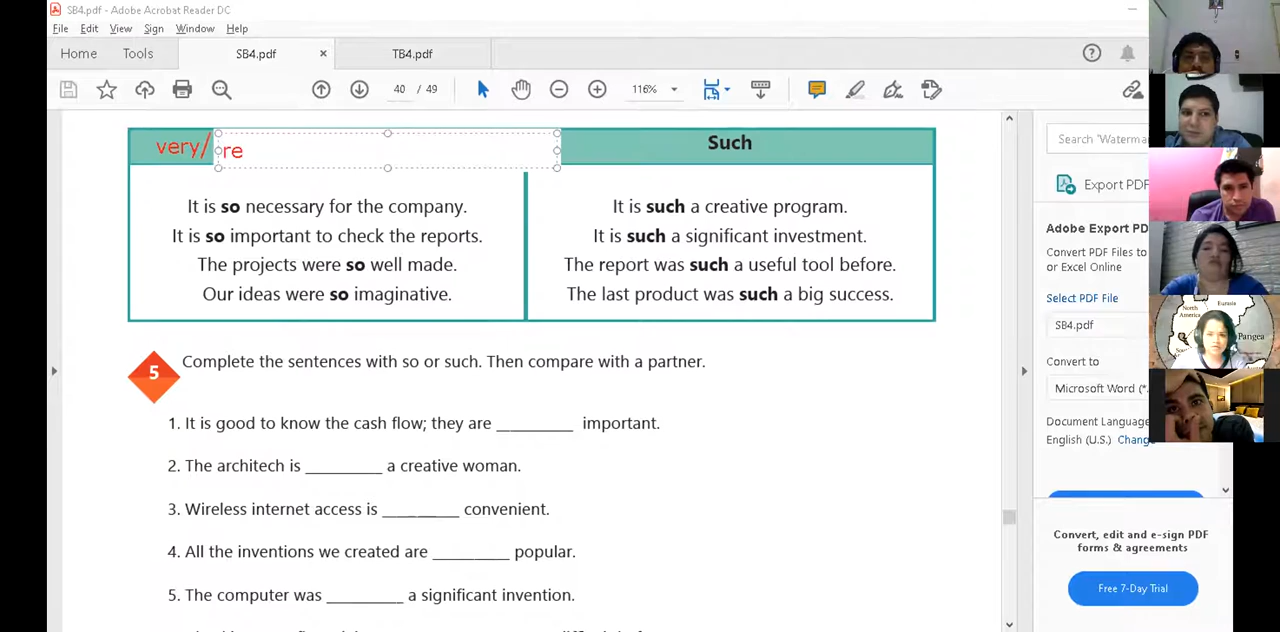 SB4.pdf - Adobe Acrobat Reader DC
File Edit View Sign Window Help
Home Tools SB4.pdf × TB4.pdf
40 / 49 116%
very/ re Such
It is so necessary for the company.
It is so important to check the reports.
The projects were so well made.
Our ideas were so imaginative.
It is such a creative program.
It is such a significant investment.
The report was such a useful tool before.
The last product was such a big success.
5 Complete the sentences with so or such. Then compare with a partner.
1. It is good to know the cash flow; they are ________ important.
2. The architech is ________ a creative woman.
3. Wireless internet access is ________ convenient.
4. All the inventions we created are ________ popular.
5. The computer was ________ a significant invention.
Search 'Waterma
Export PDF
Adobe Export PD
Convert PDF Files to
or Excel Online
Select PDF File
SB4.pdf
Convert to
Microsoft Word (*.
Document Language
English (U.S.) Change
Convert, edit and e-sign PDF
forms & agreements
Free 7-Day Trial
Eurasia
North
America
Pangea